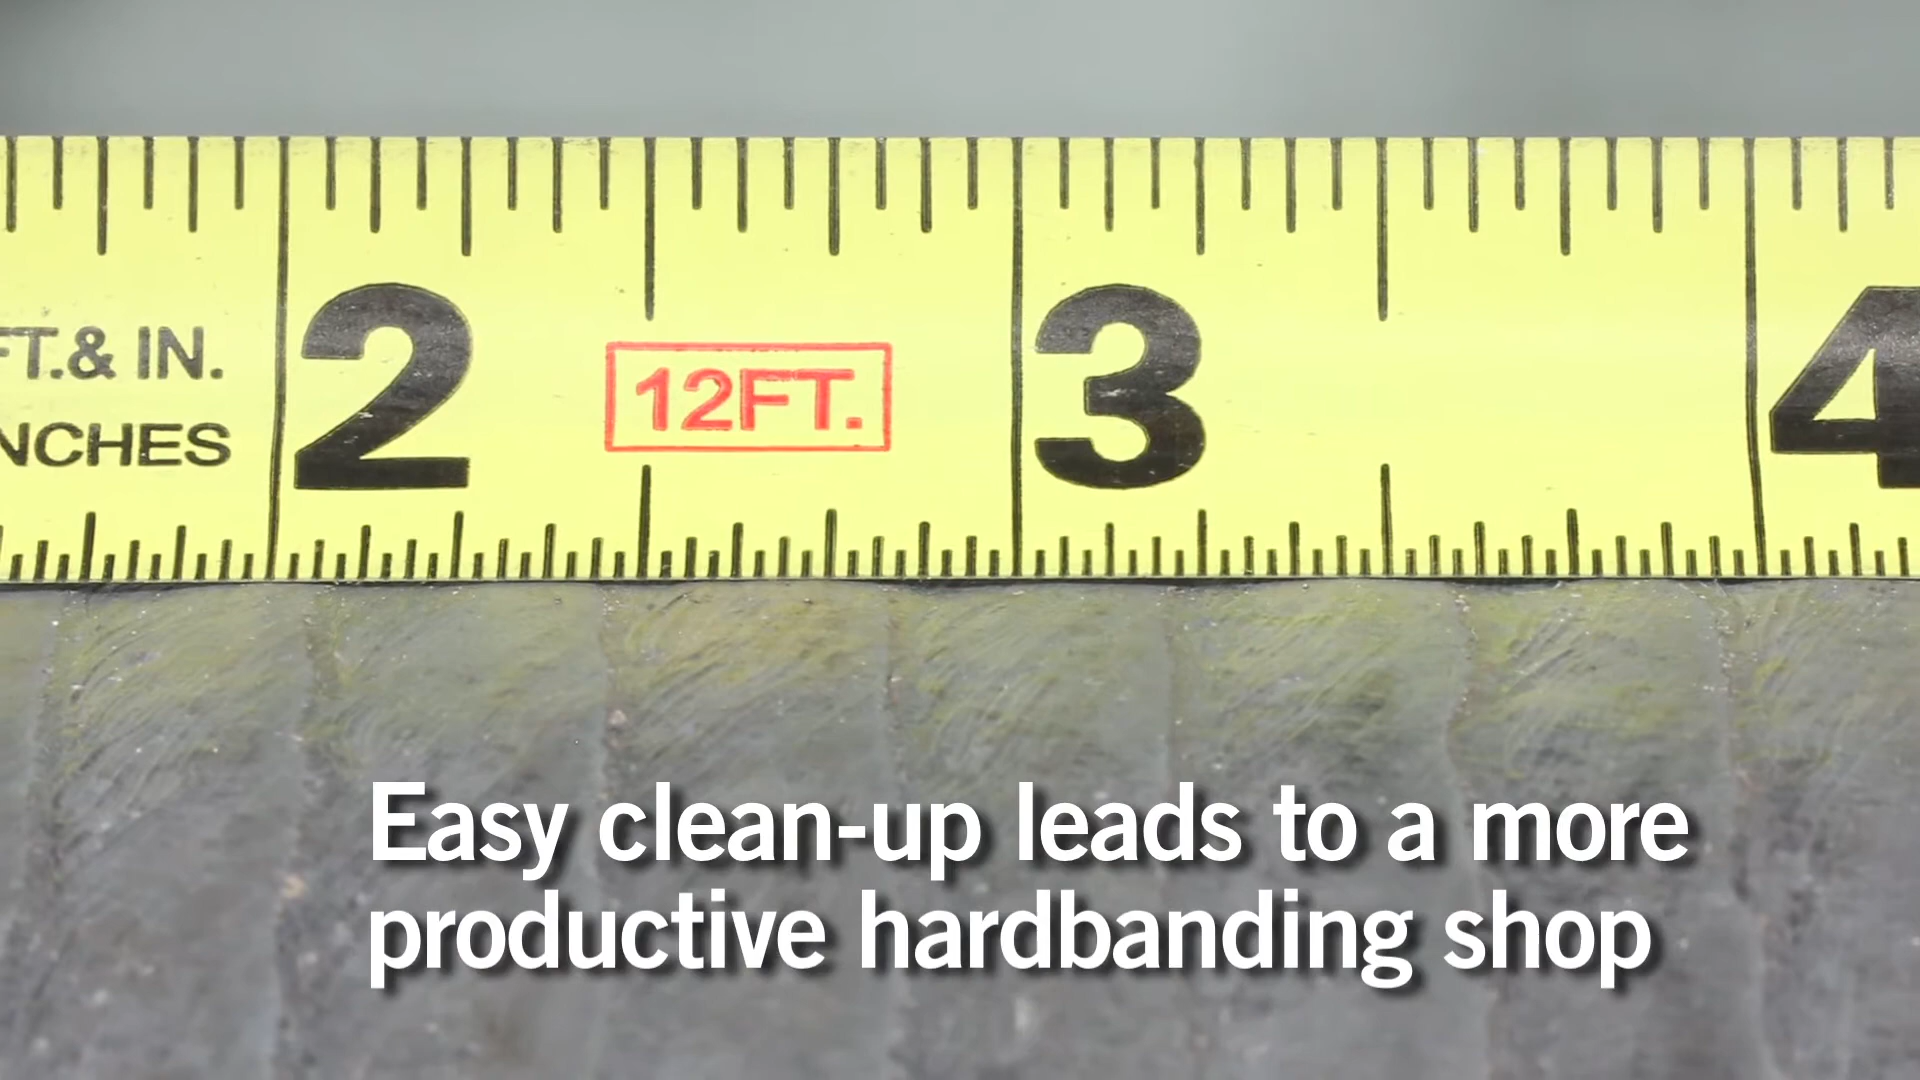 FT.& IN.
NCHES
2
12FT.
3
4
Easy clean-up leads to a more
productive hardbanding shop